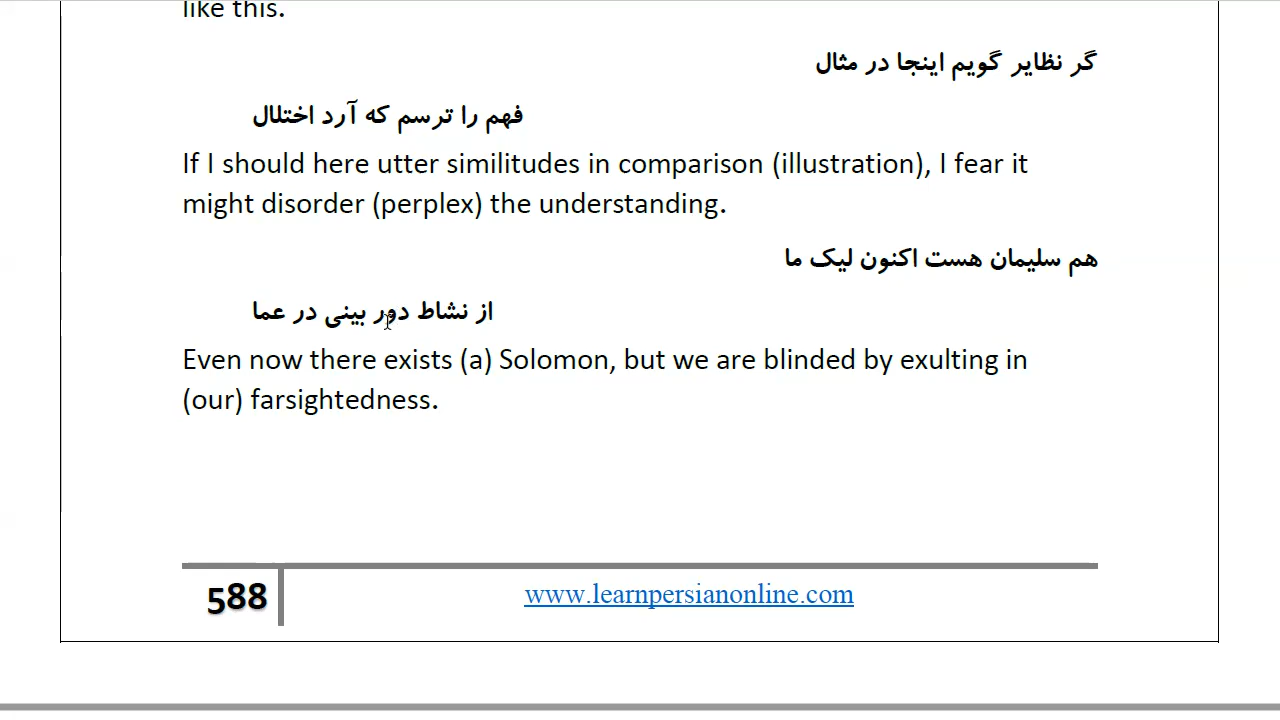 like this.
گر نظایر گویم اینجا در مثال
فهم را ترسم که آرد اختلال
If I should here utter similitudes in comparison (illustration), I fear it
might disorder (perplex) the understanding.
هم سلیمان هست اکنون لیک ما
از نشاط دور بینی در عما
Even now there exists (a) Solomon, but we are blinded by exulting in
(our) farsightedness.
588
www.learnpersianonline.com